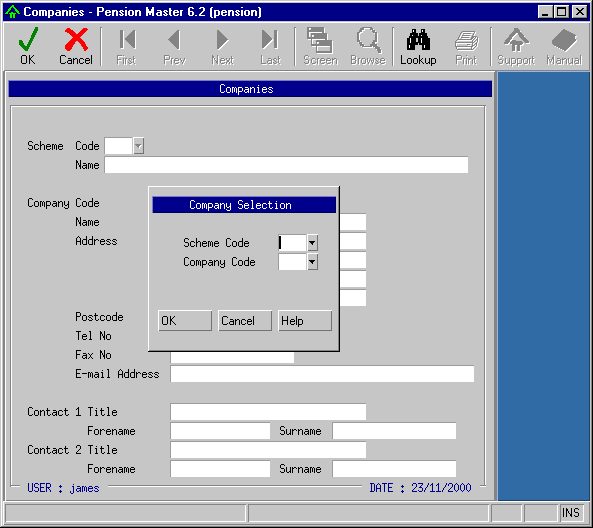 Companies - Pension Master 6.2 (pension)
OK Cancel First Prev Next Last Screen Browse Lookup Print Support Manual
Companies
Scheme Code
Name
Company Code
Name
Address
Company Selection
Scheme Code
Company Code
OK Cancel Help
Postcode
Tel No
Fax No
E-mail Address
Contact 1 Title
Forename Surname
Contact 2 Title
Forename Surname
USER : james DATE : 23/11/2000
INS